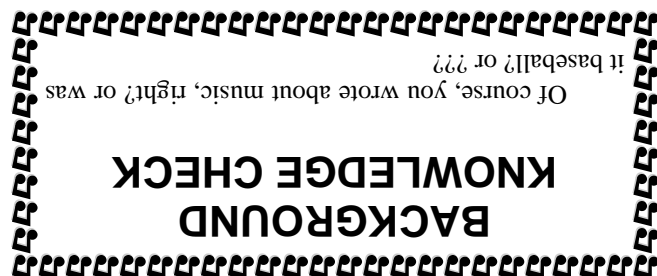 BACKGROUND
KNOWLEDGE CHECK
Of course, you wrote about music, right? or was
it baseball? or ???